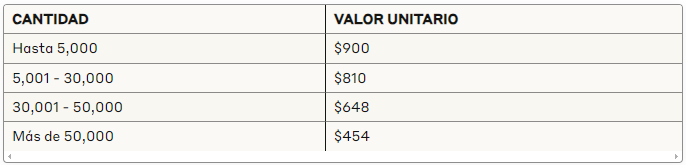 CANTIDAD VALOR UNITARIO
Hasta 5,000 $900
5,001 - 30,000 $810
30,001 - 50,000 $648
Más de 50,000 $454